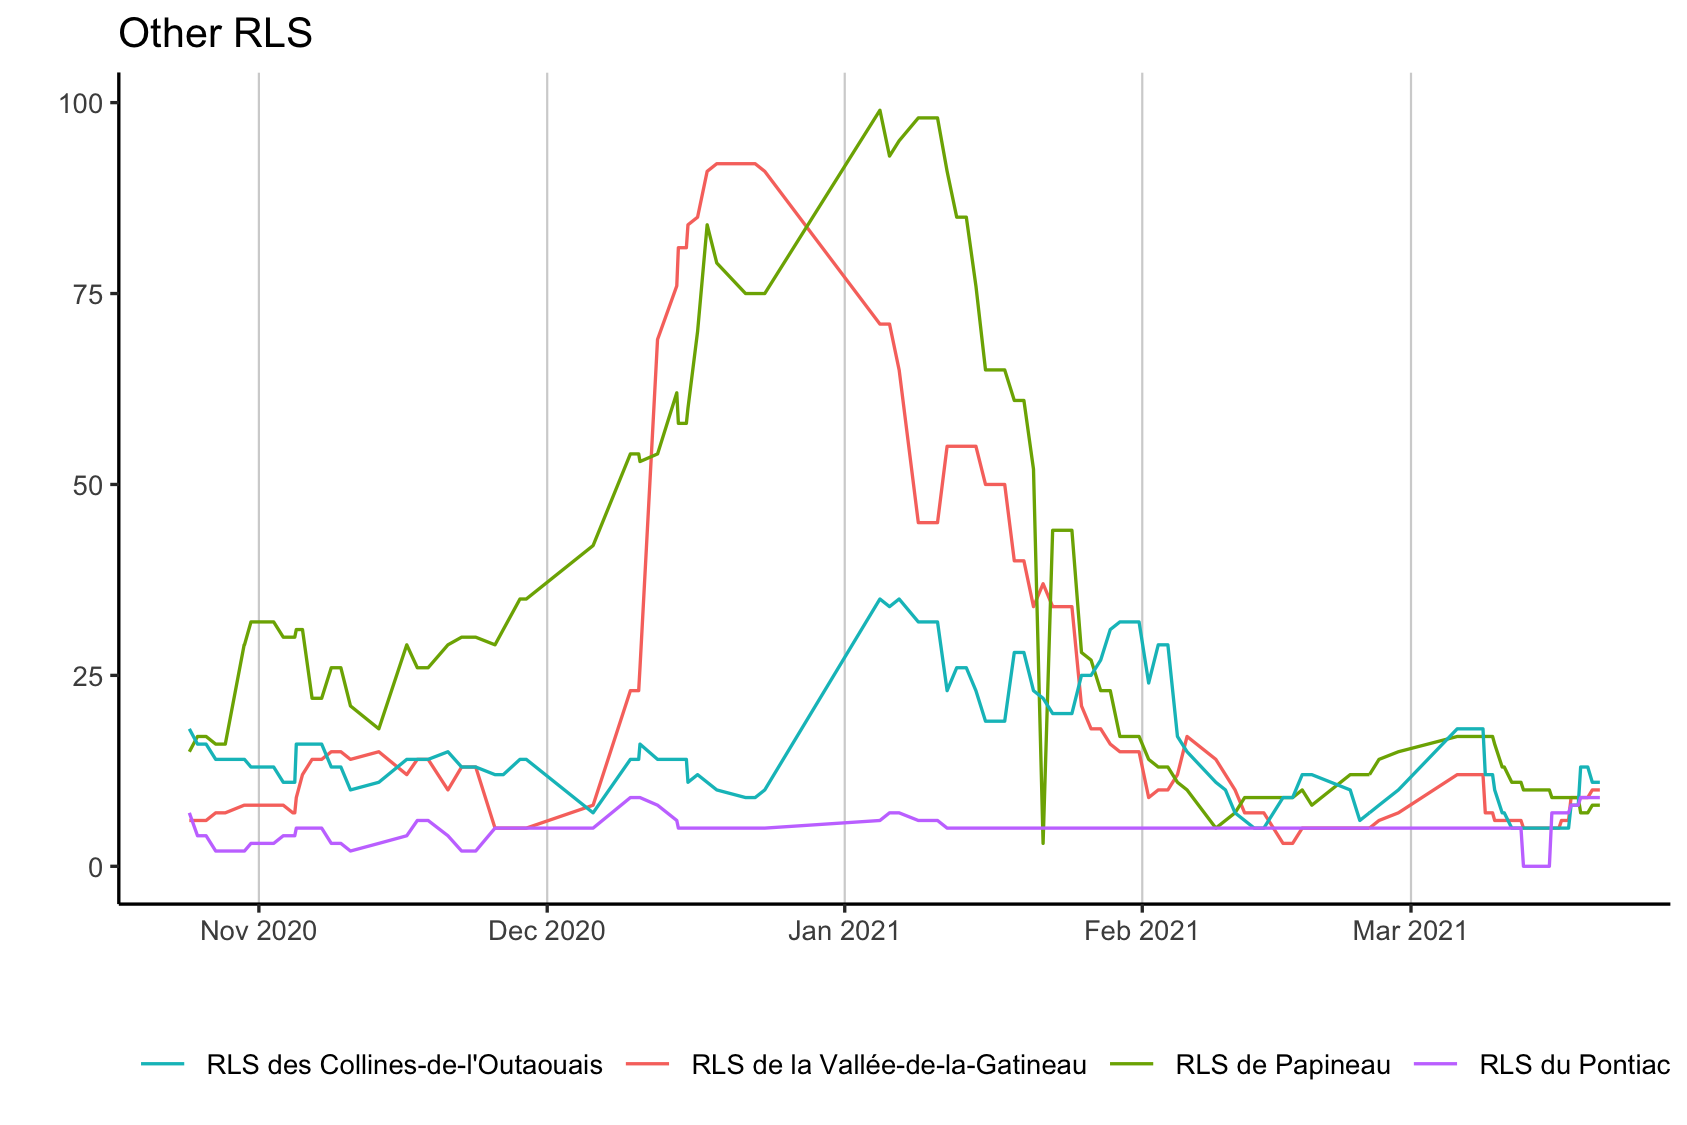 Other RLS
100
75
50
25
0
Nov 2020 Dec 2020 Jan 2021 Feb 2021 Mar 2021
RLS des Collines-de-l'Outaouais RLS de la Vallée-de-la-Gatineau RLS de Papineau RLS du Pontiac